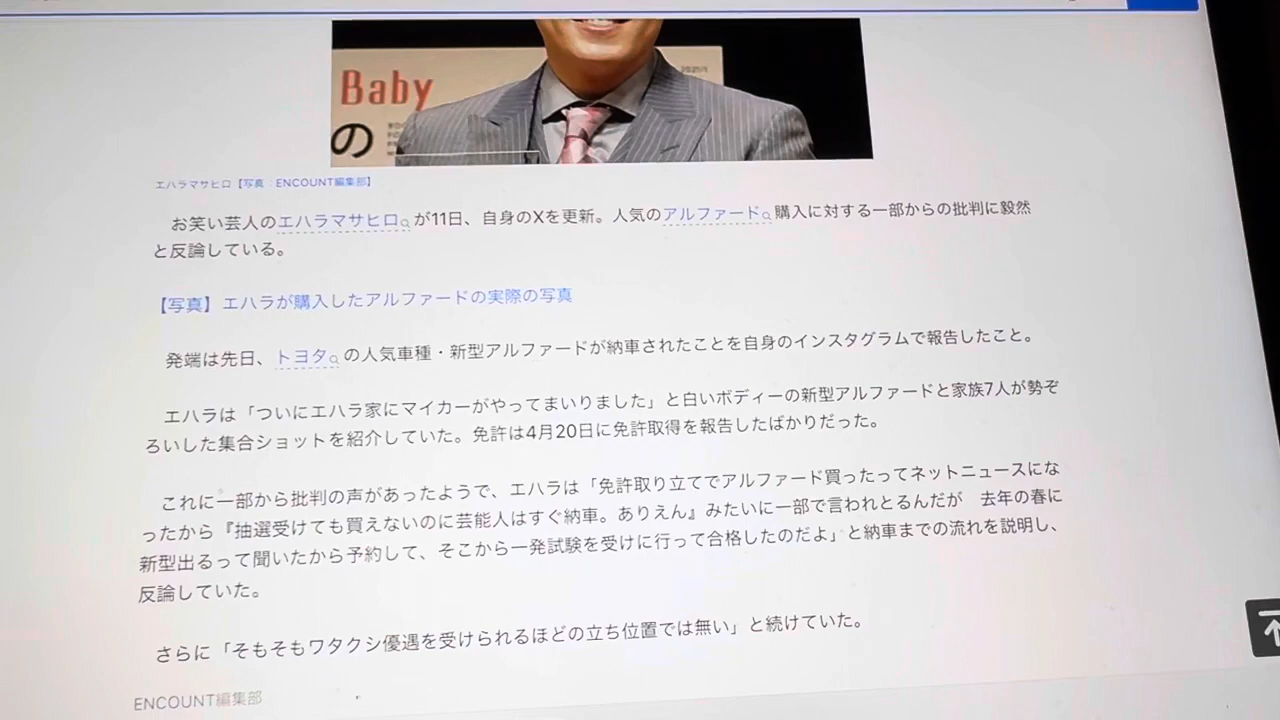 Baby
の
エハラマサヒロ【写真：ENCOUNT編集部】
お笑い芸人のエハラマサヒロが11日、自身のXを更新。人気のアルファード購入に対する一部からの批判に毅然
と反論している。
【写真】エハラが購入したアルファードの実際の写真
発端は先日、トヨタの人気車種・新型アルファードが納車されたことを自身のインスタグラムで報告したこと。
エハラは「ついにエハラ家にマイカーがやってまいりました」と白いボディーの新型アルファードと家族7人が勢ぞ
ろいした集合ショットを紹介していた。免許は4月20日に免許取得を報告したばかりだった。
これに一部から批判の声があったようで、エハラは「免許取り立てでアルファード買ったってネットニュースにな
ったから『抽選受けても買えないのに芸能人はすぐ納車。ありえん』みたいに一部で言われとるんだが　去年の春に
新型出るって聞いたから予約して、そこから一発試験を受けに行って合格したのだよ」と納車までの流れを説明し、
反論していた。
さらに「そもそもワタクシ優遇を受けられるほどの立ち位置では無い」と続けていた。
ENCOUNT編集部